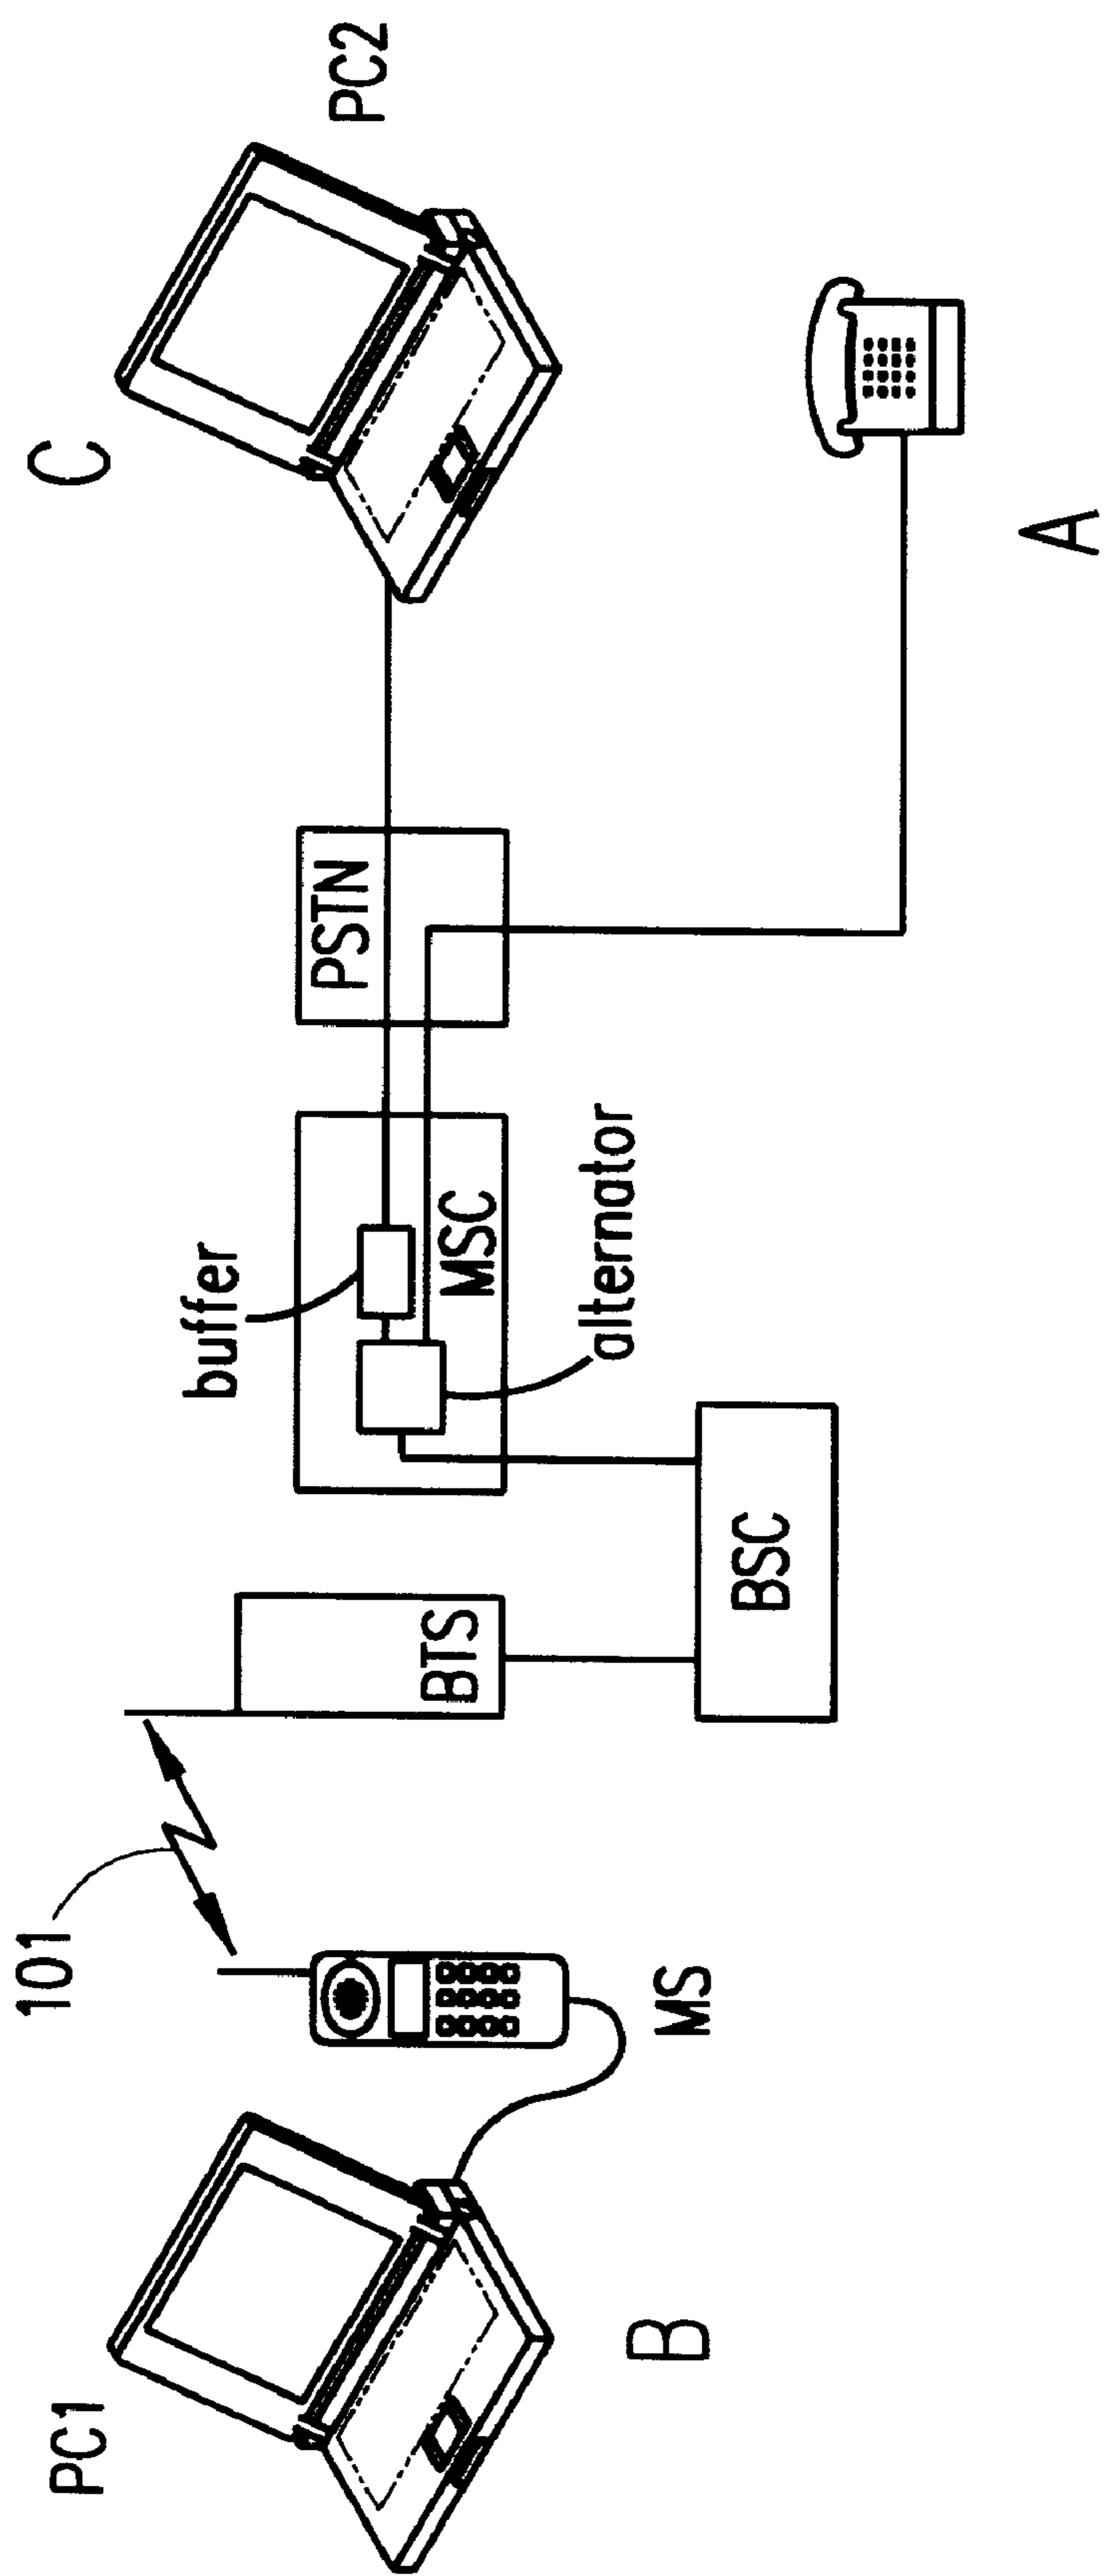 PC1
B
MS
101
BTS
BSC
buffer
MSC
alternator
PSTN
C
PC2
A